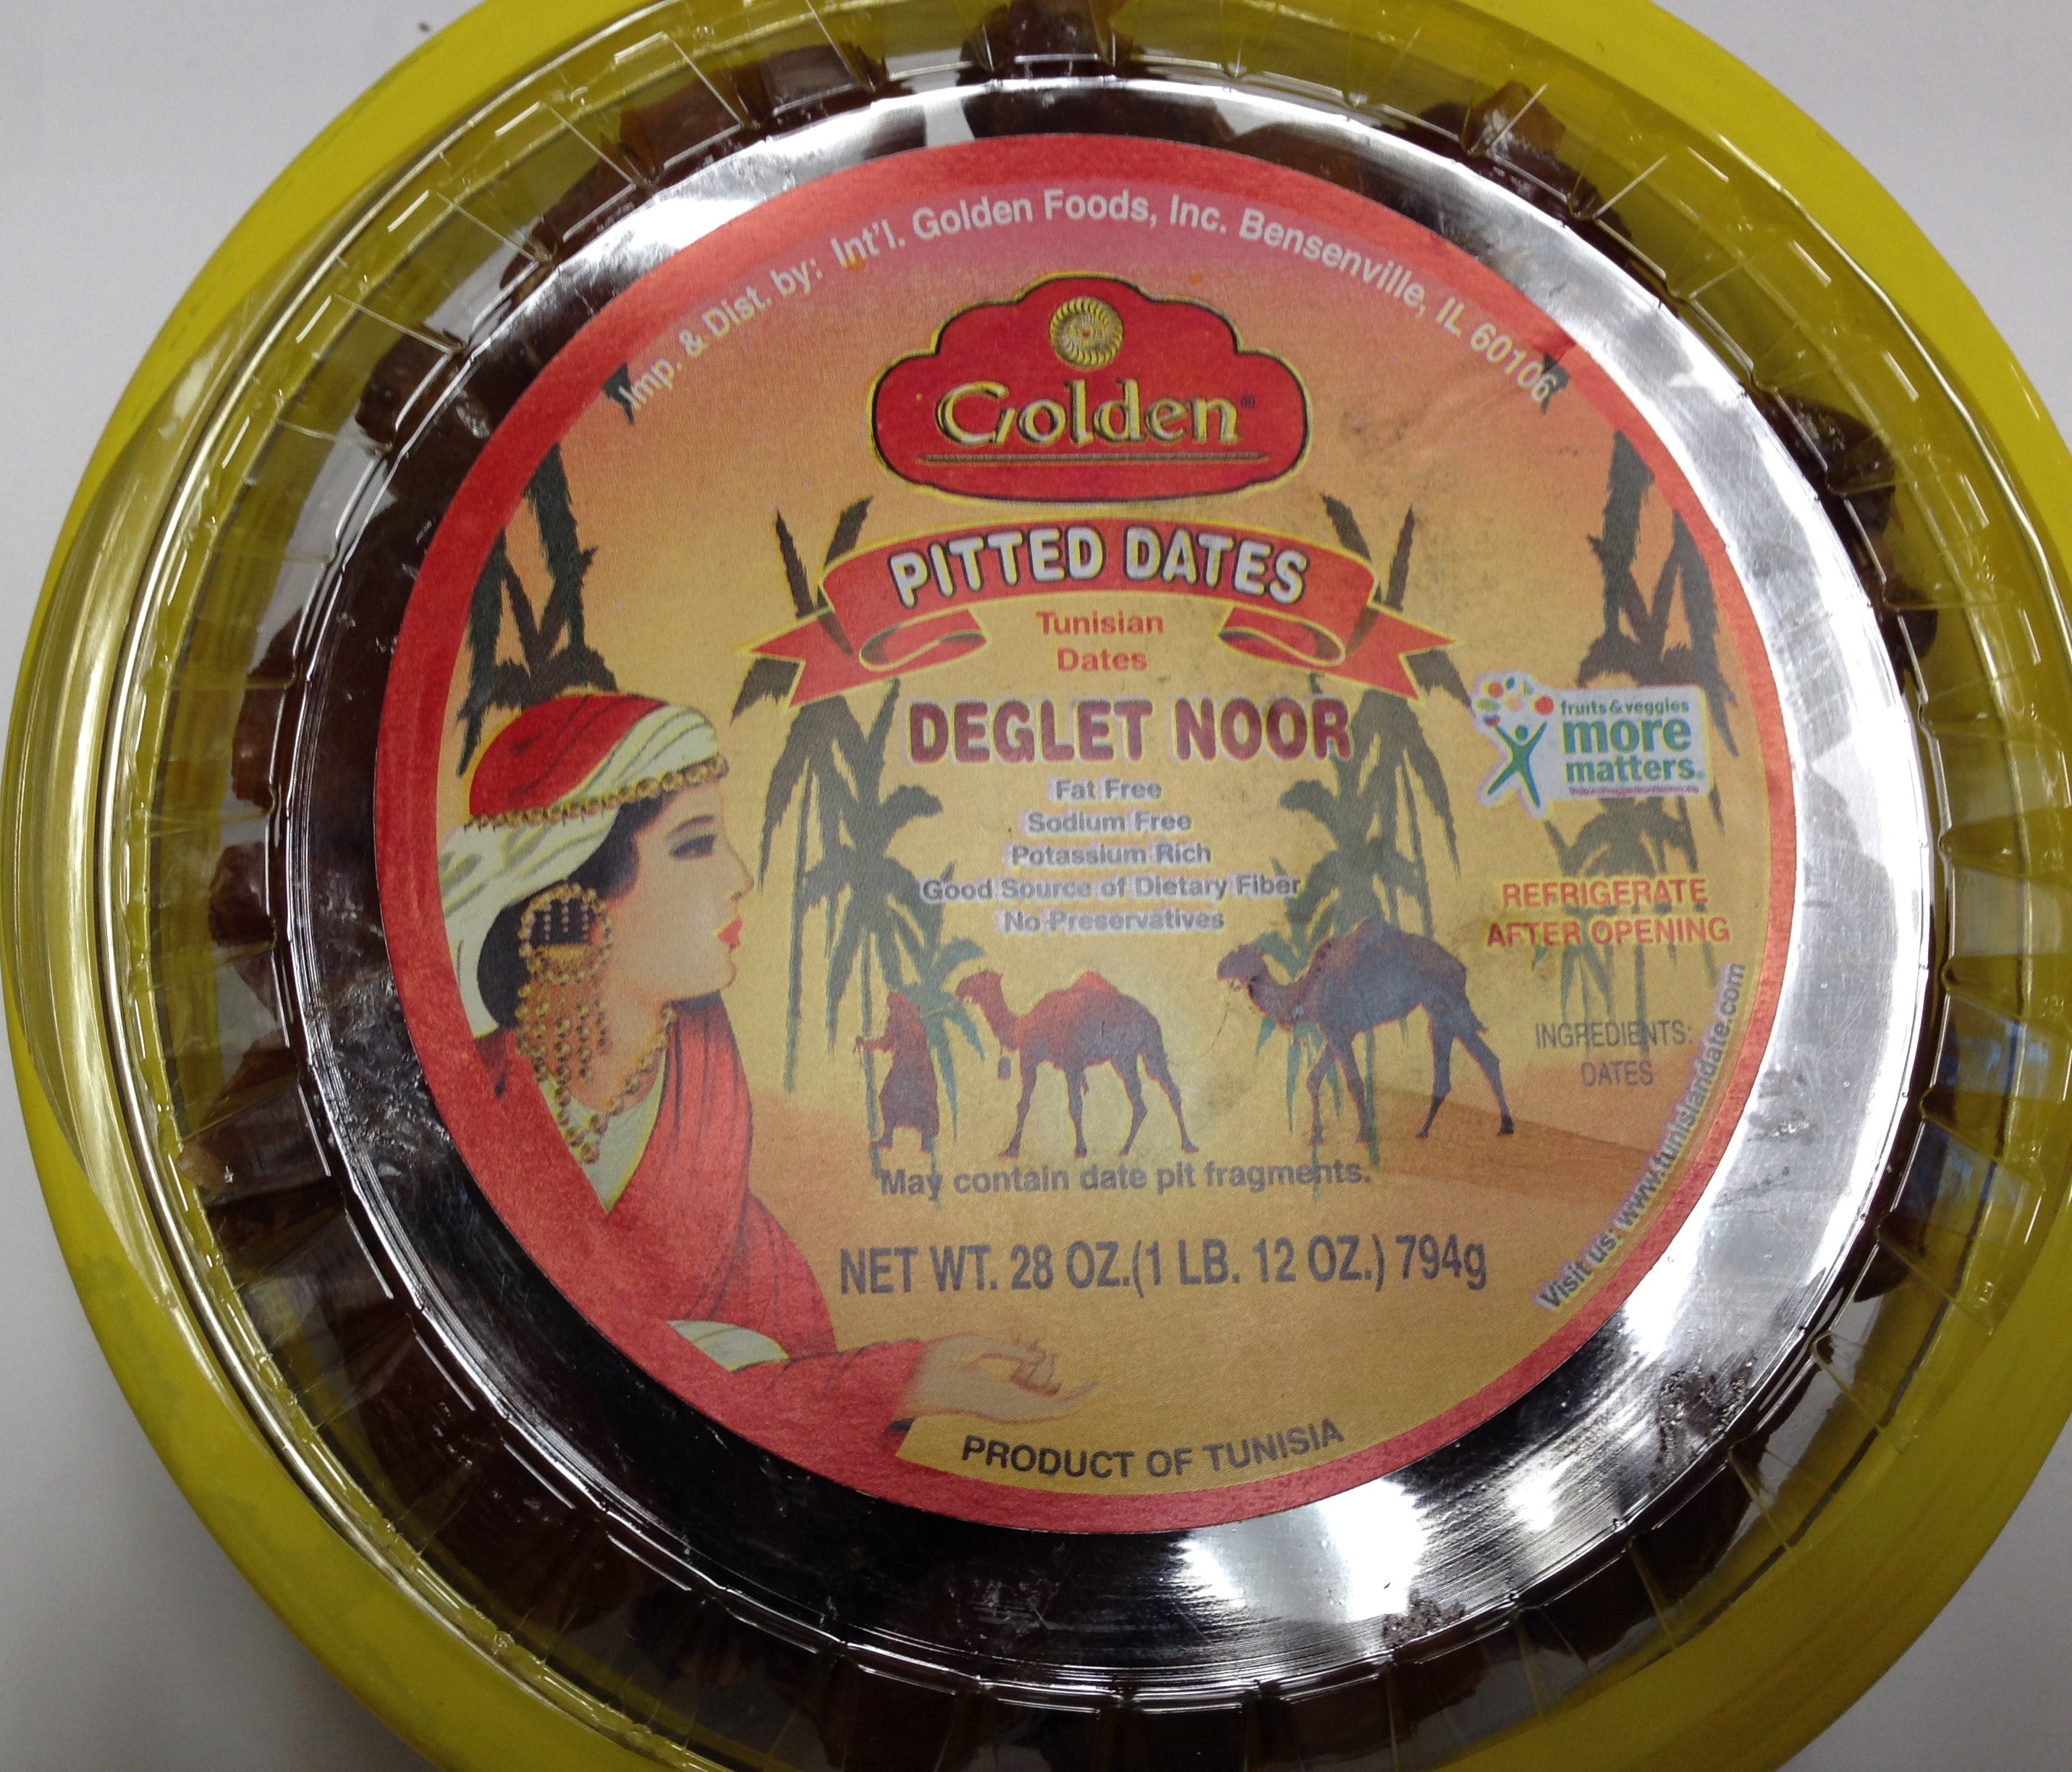 Imp. & Dist. by: Int'l. Golden Foods, Inc. Bensenville, IL 60106
Golden®
PITTED DATES
Tunisian
Dates
DEGLET NOOR
Fat Free
Sodium Free
Potassium Rich
Good Source of Dietary Fiber
No Preservatives
fruits & veggies
more
matters.
REFRIGERATE
AFTER OPENING
INGREDIENTS:
DATES
Visit us: www.tunisiandate.com
May contain date pit fragments.
NET WT. 28 OZ.(1 LB. 12 OZ.) 794g
PRODUCT OF TUNISIA